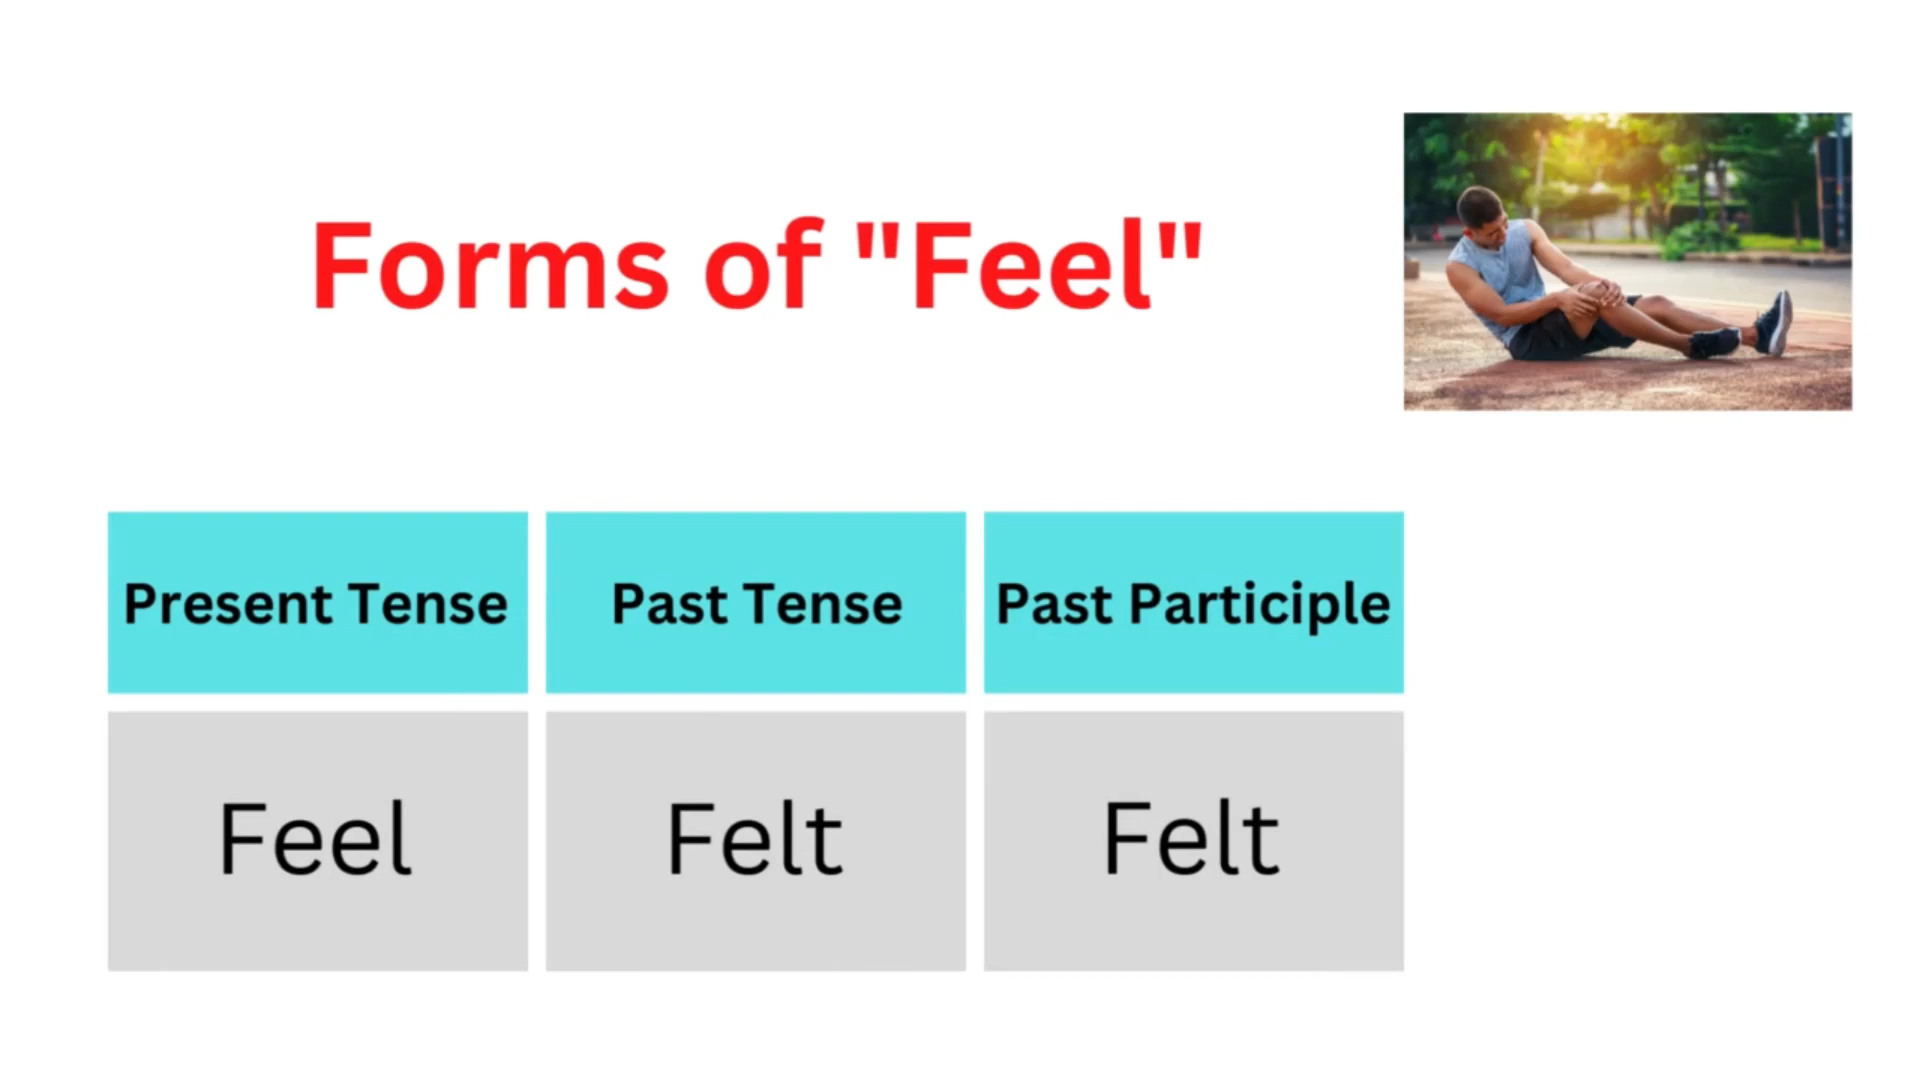 Forms of "Feel"
Present Tense
Past Tense
Past Participle
Feel
Felt
Felt